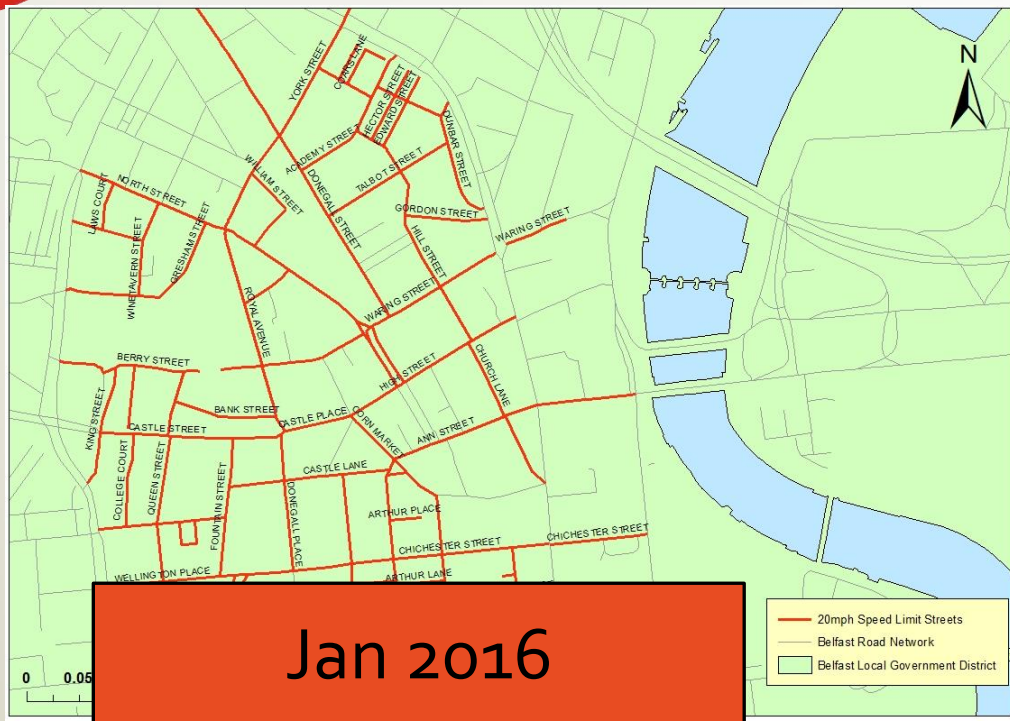 YORK STREET
COARS LANE
HECTOR STREET
EDWARD STREET
DUNBAR STREET
N
ACADEMY STREET
TALBOT STREET
WILLIAM STREET
DONEGALL STREET
NORTH STREET
LAWS COURT
WINETAVERN STREET
GRESHAM STREET
GORDON STREET
HILL STREET
WARING STREET
WARING STREET
ROYAL AVENUE
BERRY STREET
HIGH STREET
CHURCH LANE
KING STREET
BANK STREET
CASTLE PLACE
CORN MARKET
ANN STREET
CASTLE STREET
COLLEGE COURT
QUEEN STREET
FOUNTAIN STREET
CASTLE LANE
DONEGALL PLACE
ARTHUR PLACE
CHICHESTER STREET
CHICHESTER STREET
WELLINGTON PLACE
ARTHUR LANE
Jan 2016
0 0.05
20mph Speed Limit Streets
Belfast Road Network
Belfast Local Government District